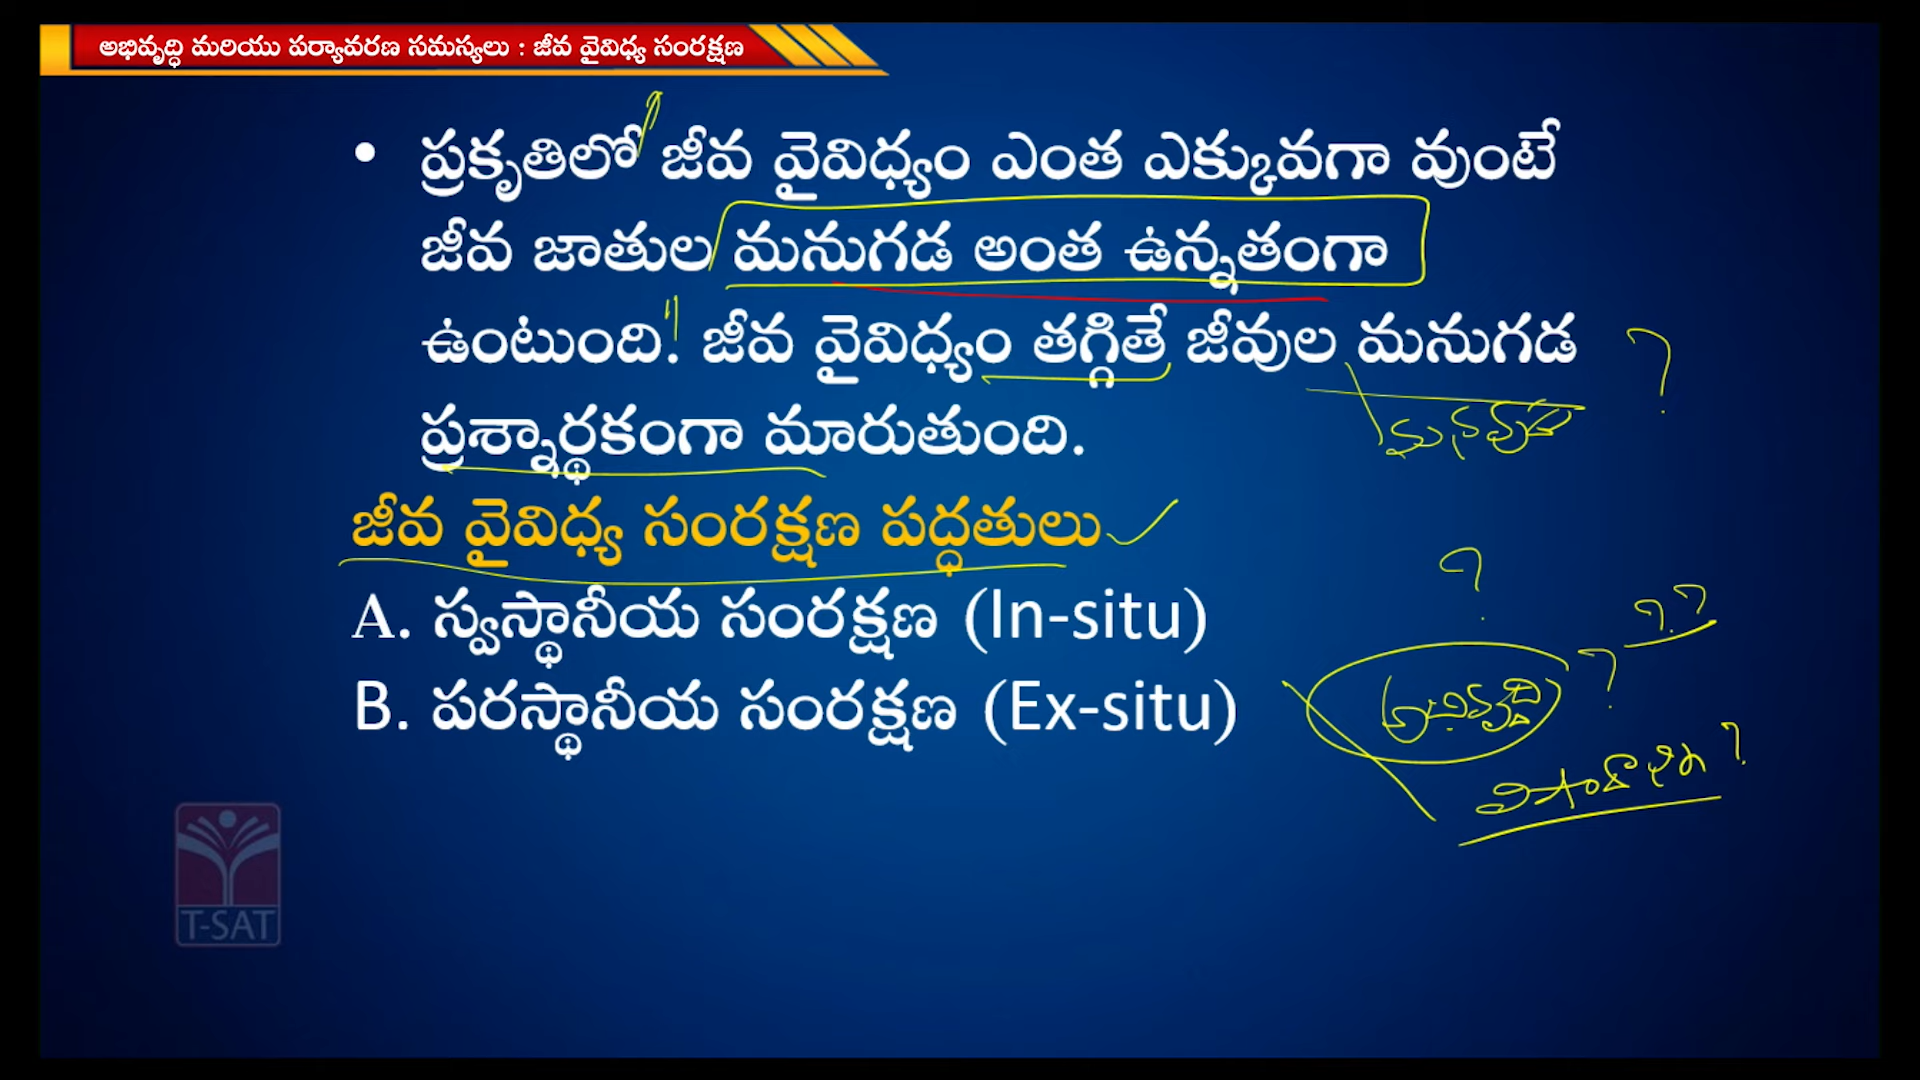 అభివృద్ధి మరియు పర్యావరణ సమస్యలు : జీవ వైవిధ్య సంరక్షణ
• ప్రకృతిలో జీవ వైవిధ్యం ఎంత ఎక్కువగా వుంటే
జీవ జాతుల మనుగడ అంత ఉన్నతంగా
ఉంటుంది. జీవ వైవిధ్యం తగ్గితే జీవుల మనుగడ ?
ప్రశ్నార్థకంగా మారుతుంది.
జీవ వైవిధ్య సంరక్షణ పద్ధతులు
?
A. స్వస్థానీయ సంరక్షణ (In-situ)
? ?
B. పరస్థానీయ సంరక్షణ (Ex-situ)
అభివృద్ధి ?
T-SAT